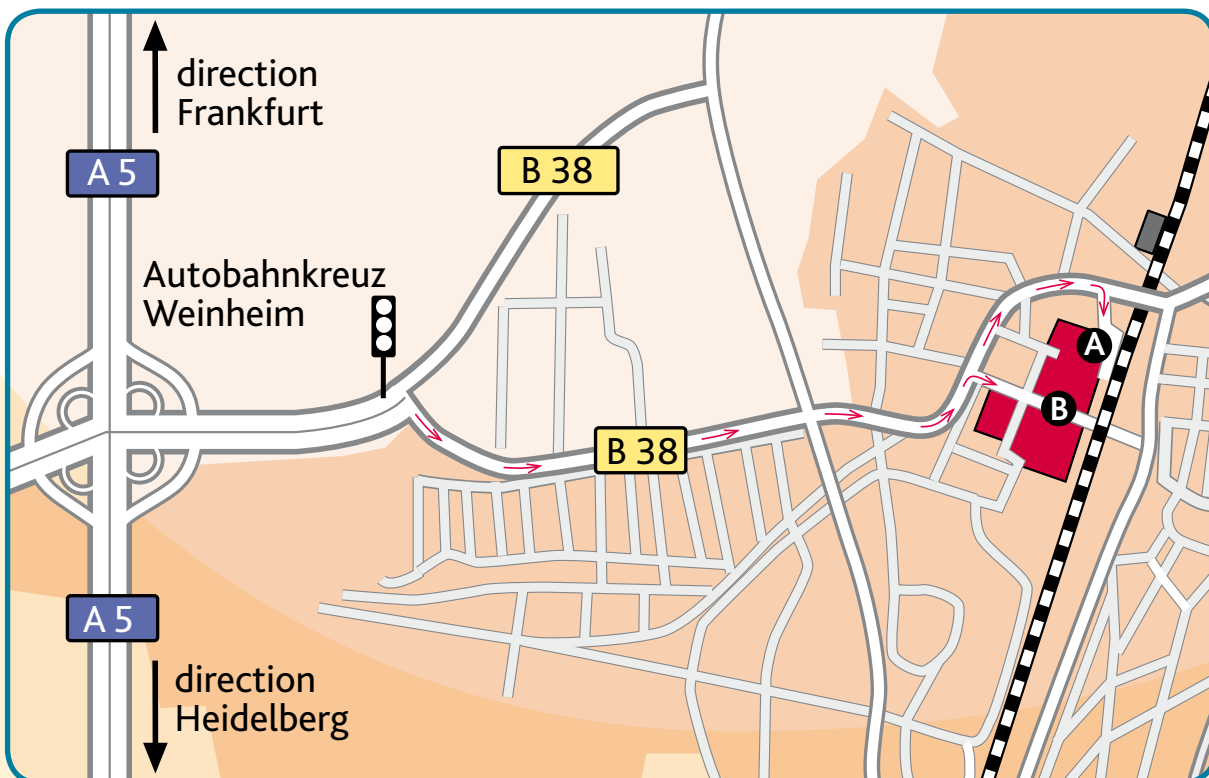 direction
Frankfurt
A 5
B 38
Autobahnkreuz
Weinheim
A
B
B 38
A 5
direction
Heidelberg